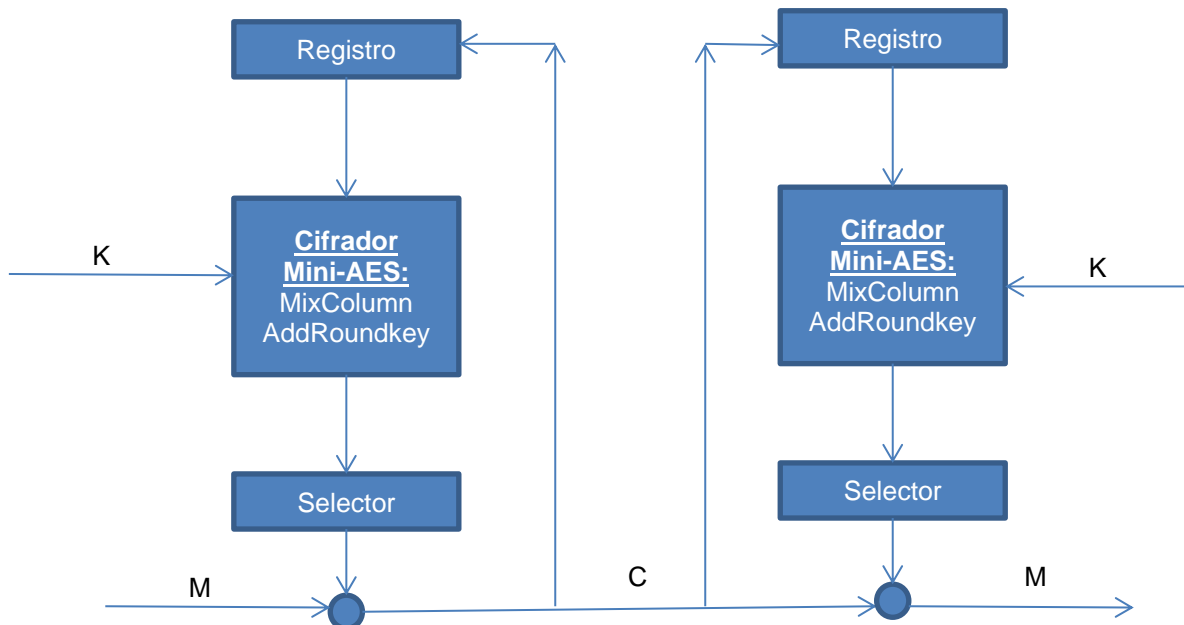 Registro
Registro
K
Cifrador
Mini-AES:
MixColumn
AddRoundkey
Cifrador
Mini-AES:
MixColumn
AddRoundkey
K
Selector
Selector
M
C
M